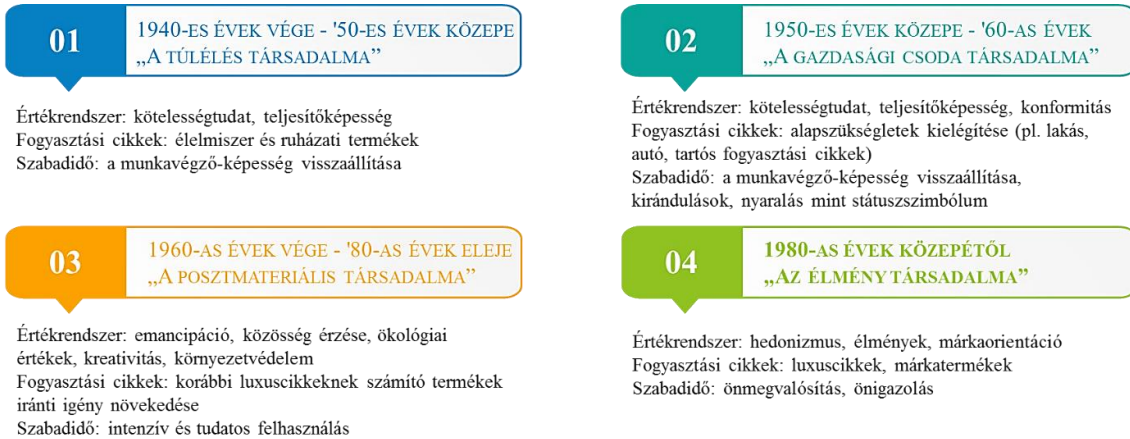 01
1940-ES ÉVEK VÉGE - '50-ES ÉVEK KÖZEPE
„A TÚLÉLÉS TÁRSADALMA”
Értékrendszer: kötelességtudat, teljesítőképesség
Fogyasztási cikkek: élelmiszer és ruházati termékek
Szabadidő: a munkavégző-képesség visszaállítása
02
1950-ES ÉVEK KÖZEPE - '60-AS ÉVEK
„A GAZDASÁGI CSODA TÁRSADALMA”
Értékrendszer: kötelességtudat, teljesítőképesség, konformitás
Fogyasztási cikkek: alapszükségletek kielégítése (pl. lakás,
autó, tartós fogyasztási cikkek)
Szabadidő: a munkavégző-képesség visszaállítása,
kirándulások, nyaralás mint státuszszimbólum
03
1960-AS ÉVEK VÉGE - '80-AS ÉVEK ELEJE
„A POSZTMATERIÁLIS TÁRSADALMA”
Értékrendszer: emancipáció, közösség érzése, ökológiai
értékek, kreativitás, környezetvédelem
Fogyasztási cikkek: korábbi luxuscikkeknek számító termékek
iránti igény növekedése
Szabadidő: intenzív és tudatos felhasználás
04
1980-AS ÉVEK KÖZEPÉTŐL
„AZ ÉLMÉNY TÁRSADALMA”
Értékrendszer: hedonizmus, élmények, márkaorientáció
Fogyasztási cikkek: luxuscikkek, márkatermékek
Szabadidő: önmegvalósítás, önigazolás